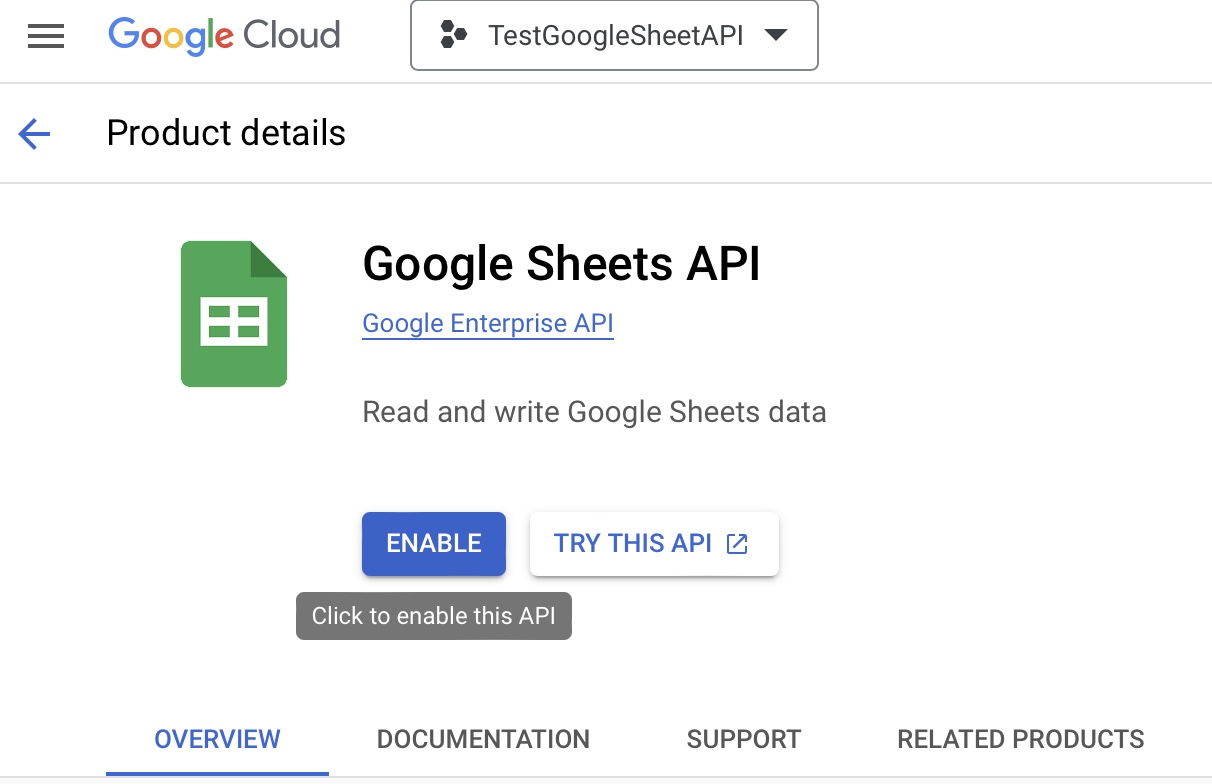 Google Cloud
TestGoogleSheetAPI
Product details
Google Sheets API
Google Enterprise API
Read and write Google Sheets data
ENABLE
TRY THIS API
Click to enable this API
OVERVIEW
DOCUMENTATION
SUPPORT
RELATED PRODUCTS